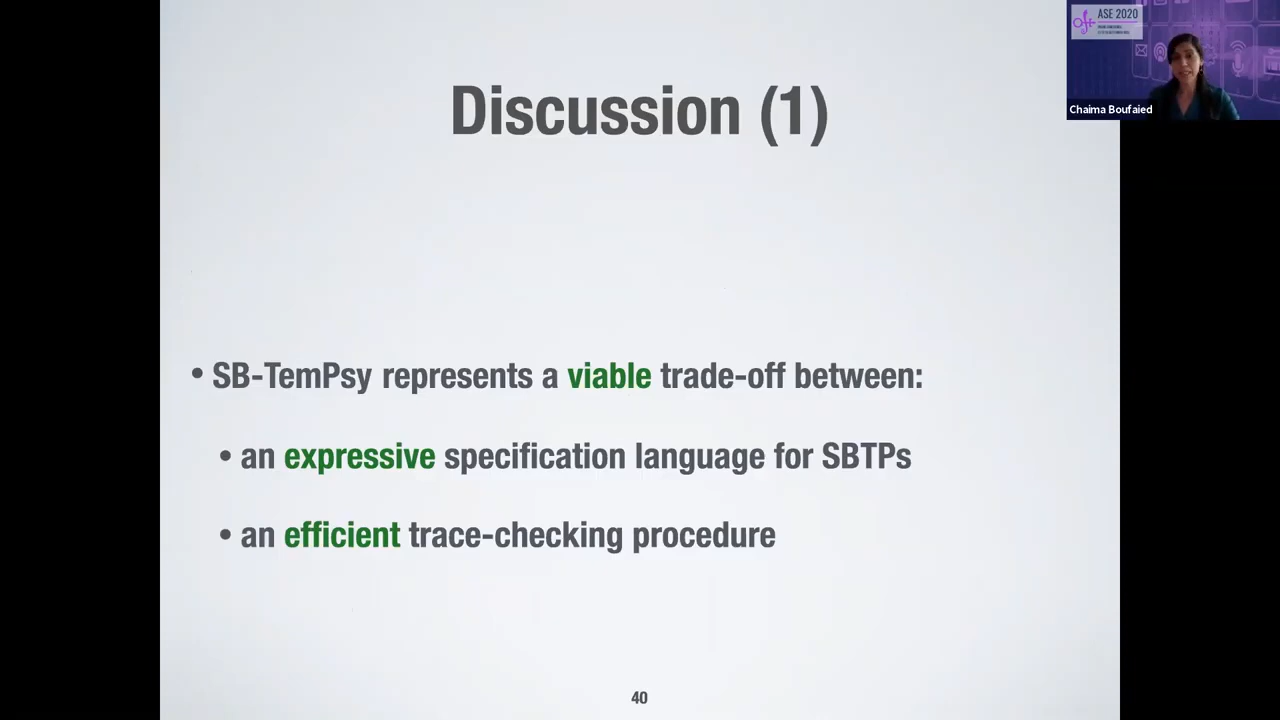 ASE 2020
Chaima Boufaied
Discussion (1)
• SB-TemPsy represents a viable trade-off between:
• an expressive specification language for SBTPs
• an efficient trace-checking procedure
40